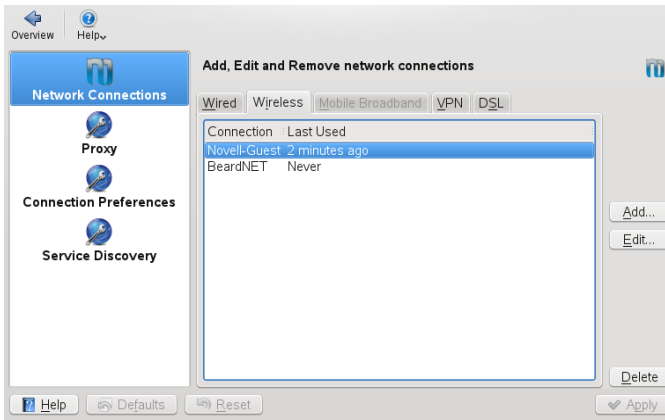 Overview Help
Add, Edit and Remove network connections
Network Connections
Wired Wireless Mobile Broadband VPN DSL
Connection Last Used
Novell-Guest 2 minutes ago
BeardNET Never
Proxy
Connection Preferences
Service Discovery
Add...
Edit...
Delete
Help Defaults Reset Apply